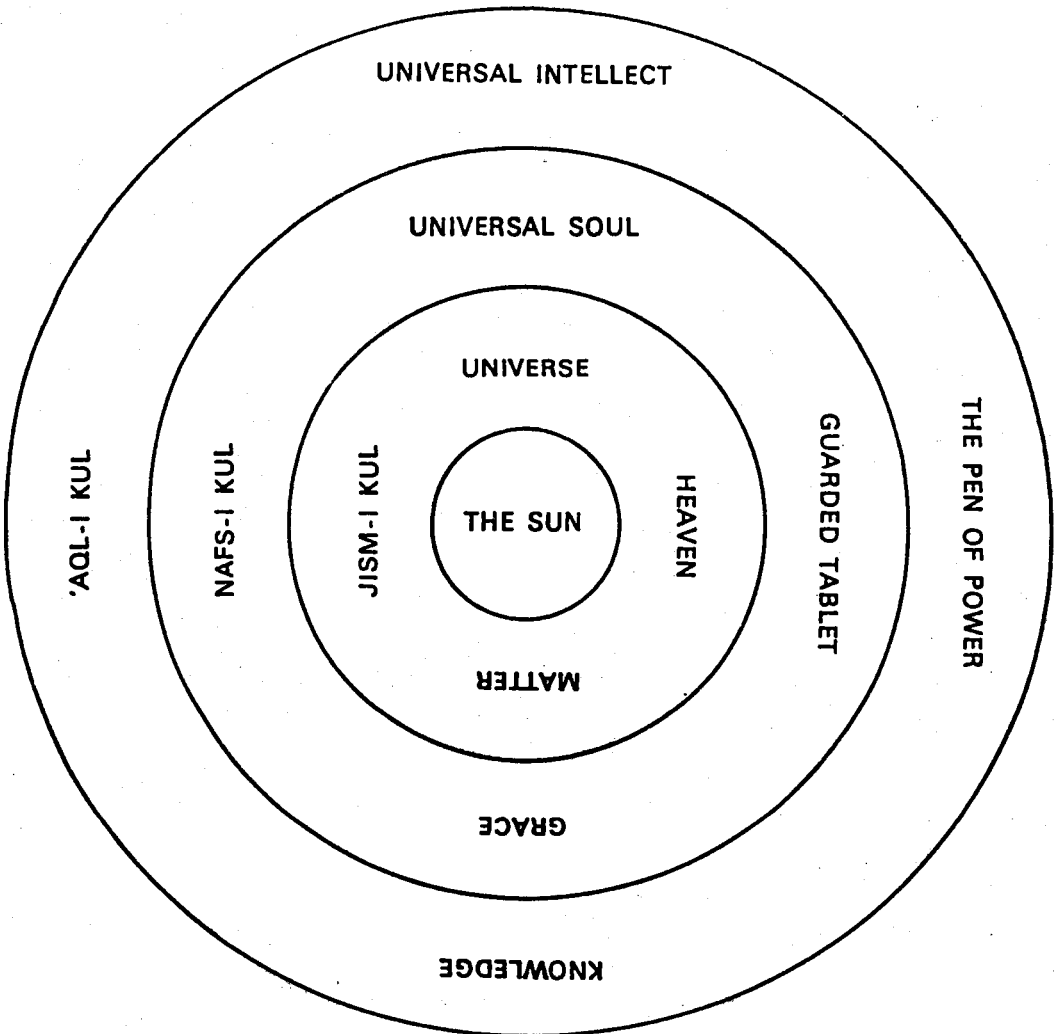 UNIVERSAL INTELLECT
UNIVERSAL SOUL
UNIVERSE
THE SUN
'AQL-I KUL
NAFS-I KUL
JISM-I KUL
HEAVEN
GUARDED TABLET
THE PEN OF POWER
MATTER
GRACE
KNOWLEDGE